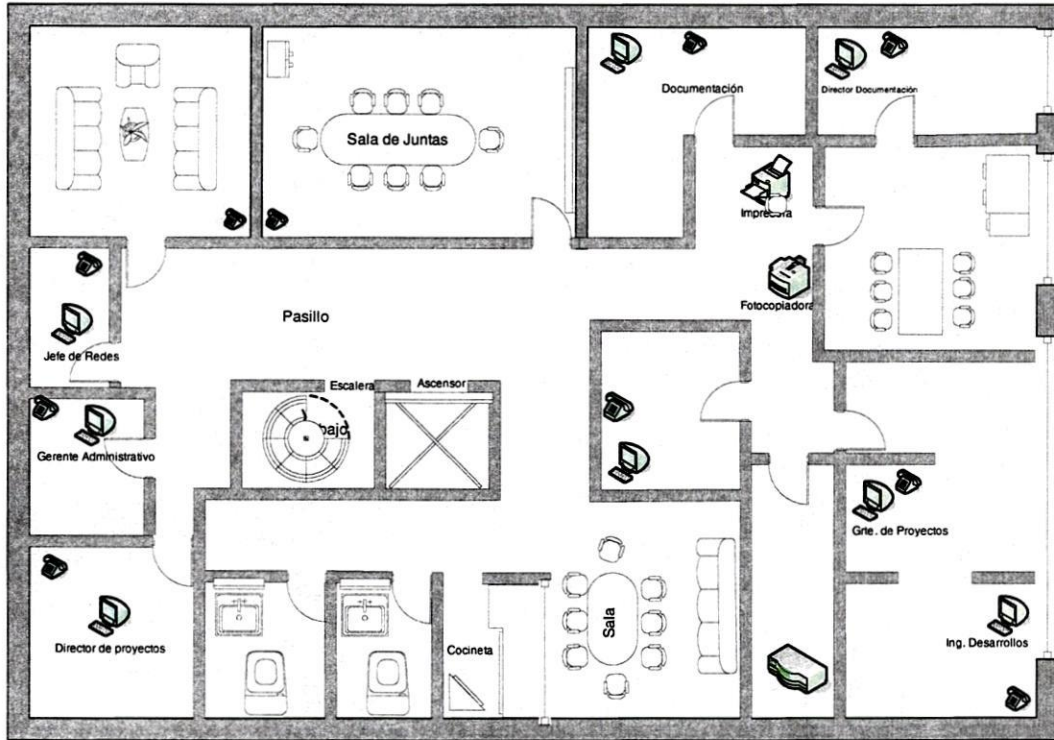 Documentación
Director Documentación
Sala de Juntas
Impresora
Fotocopiadora
Pasillo
Jefe de Redes
Escalera
Ascensor
bajo
Gerente Administrativo
Grte. de Proyectos
Director de proyectos
Cocineta
Sala
Ing. Desarrollos